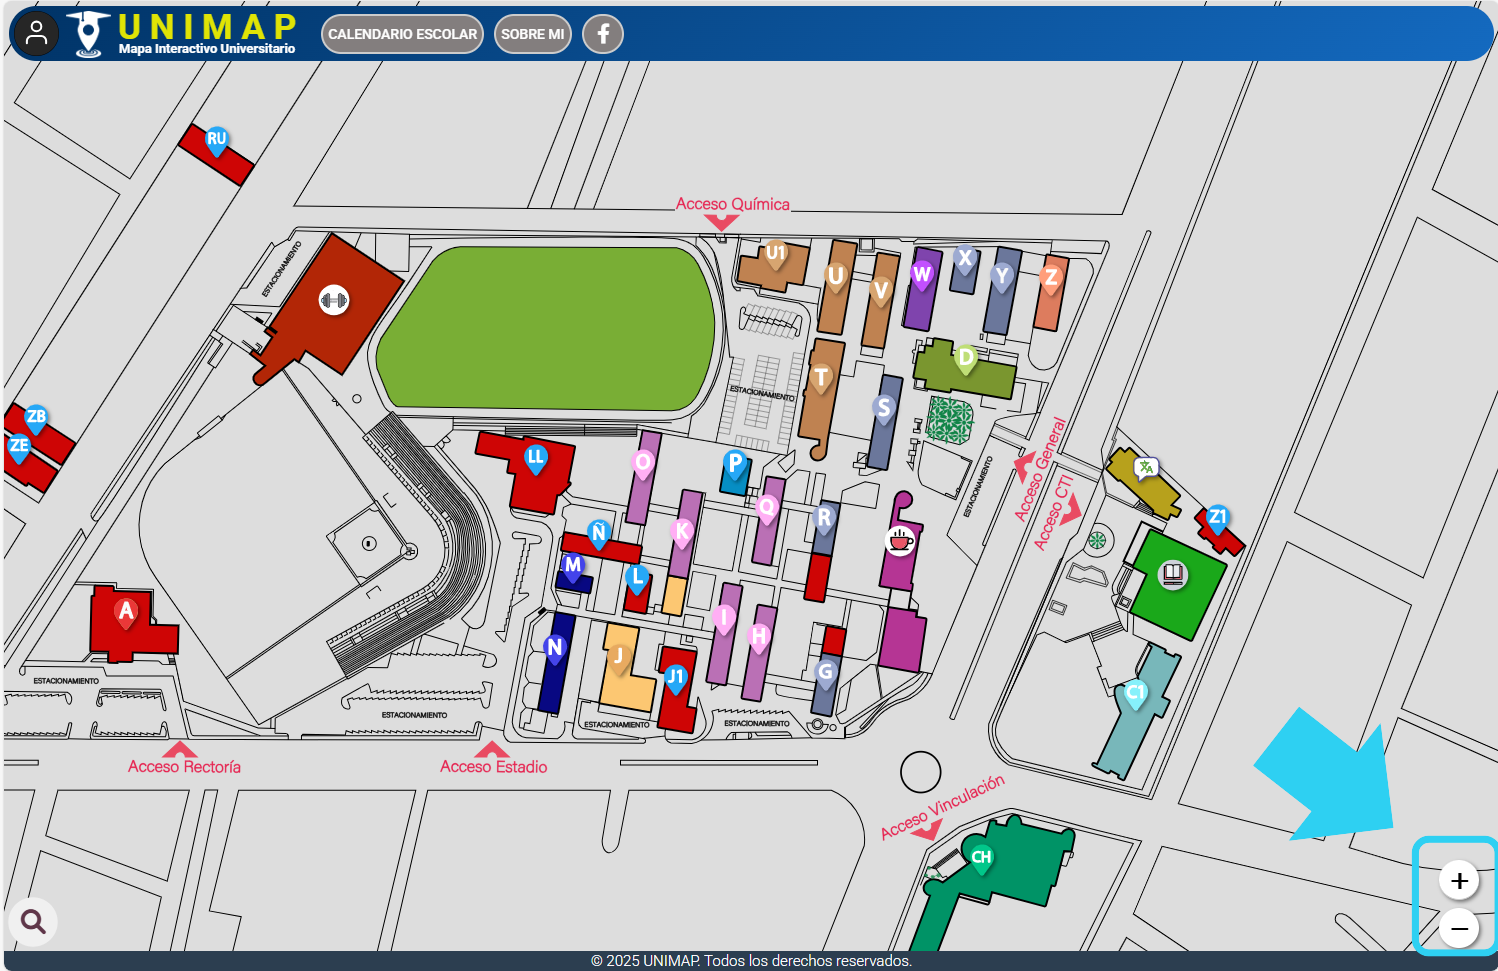 UNIMAP
Mapa Interactivo Universitario
CALENDARIO ESCOLAR
SOBRE MI
f
RU
Acceso Química
ESTACIONAMIENTO
U1
U
V
W
X
Y
Z
D
T
S
ESTACIONAMIENTO
ZB
ZE
LL
O
P
Q
K
R
Ñ
M
L
Acceso General
Acceso CTI
ESTACIONAMIENTO
Z1
A
I
H
N
J
J1
G
C1
ESTACIONAMIENTO
ESTACIONAMIENTO
ESTACIONAMIENTO
ESTACIONAMIENTO
Acceso Rectoría
Acceso Estadio
Acceso Vinculación
CH
+
−
© 2025 UNIMAP. Todos los derechos reservados.